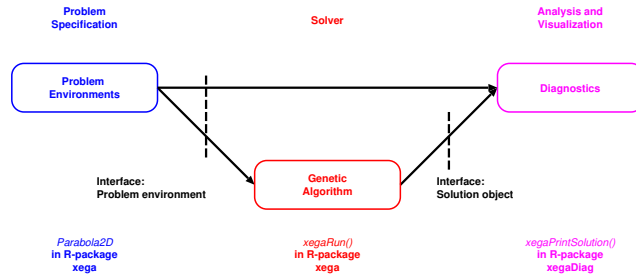 Problem
Specification
Solver
Analysis and
Visualization
Problem
Environments
Diagnostics
Interface:
Problem environment
Genetic
Algorithm
Interface:
Solution object
Parabola2D
in R-package
xega
xegaRun()
in R-package
xega
xegaPrintSolution()
in R-package
xegaDiag